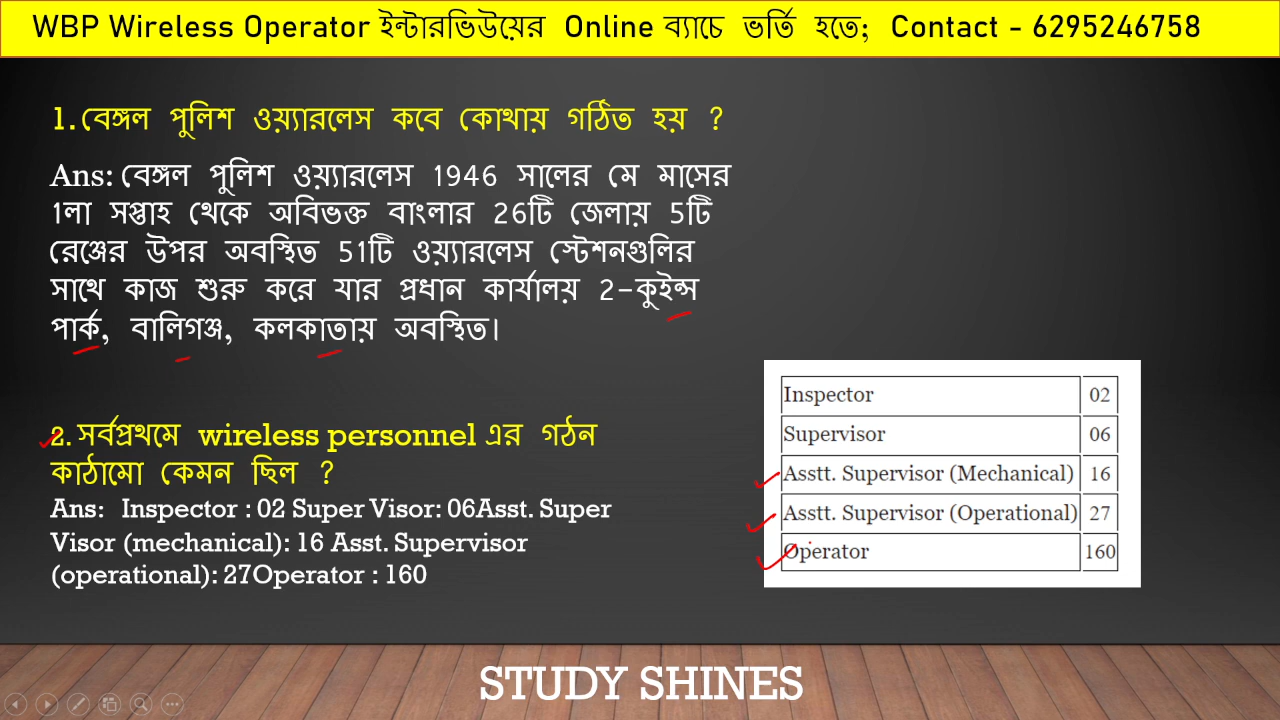 WBP Wireless Operator ইন্টারভিউয়ের Online ব্যাচে ভর্তি হতে; Contact - 6295246758
1. বেঙ্গল পুলিশ ওয়্যারলেস কবে কোথায় গঠিত হয় ?
Ans: বেঙ্গল পুলিশ ওয়্যারলেস 1946 সালের মে মাসের
1লা সপ্তাহ থেকে অবিভক্ত বাংলার 26টি জেলায় 5টি
রেঞ্জের উপর অবস্থিত 51টি ওয়্যারলেস স্টেশনগুলির
সাথে কাজ শুরু করে যার প্রধান কার্যালয় 2-কুইন্স
পার্ক, বালিগঞ্জ, কলকাতায় অবস্থিত।
2. সর্বপ্রথমে wireless personnel এর গঠন
কাঠামো কেমন ছিল ?
Ans: Inspector : 02 Super Visor: 06Asst. Super
Visor (mechanical): 16 Asst. Supervisor
(operational): 27Operator : 160
Inspector 02
Supervisor 06
Asstt. Supervisor (Mechanical) 16
Asstt. Supervisor (Operational) 27
Operator 160
STUDY SHINES